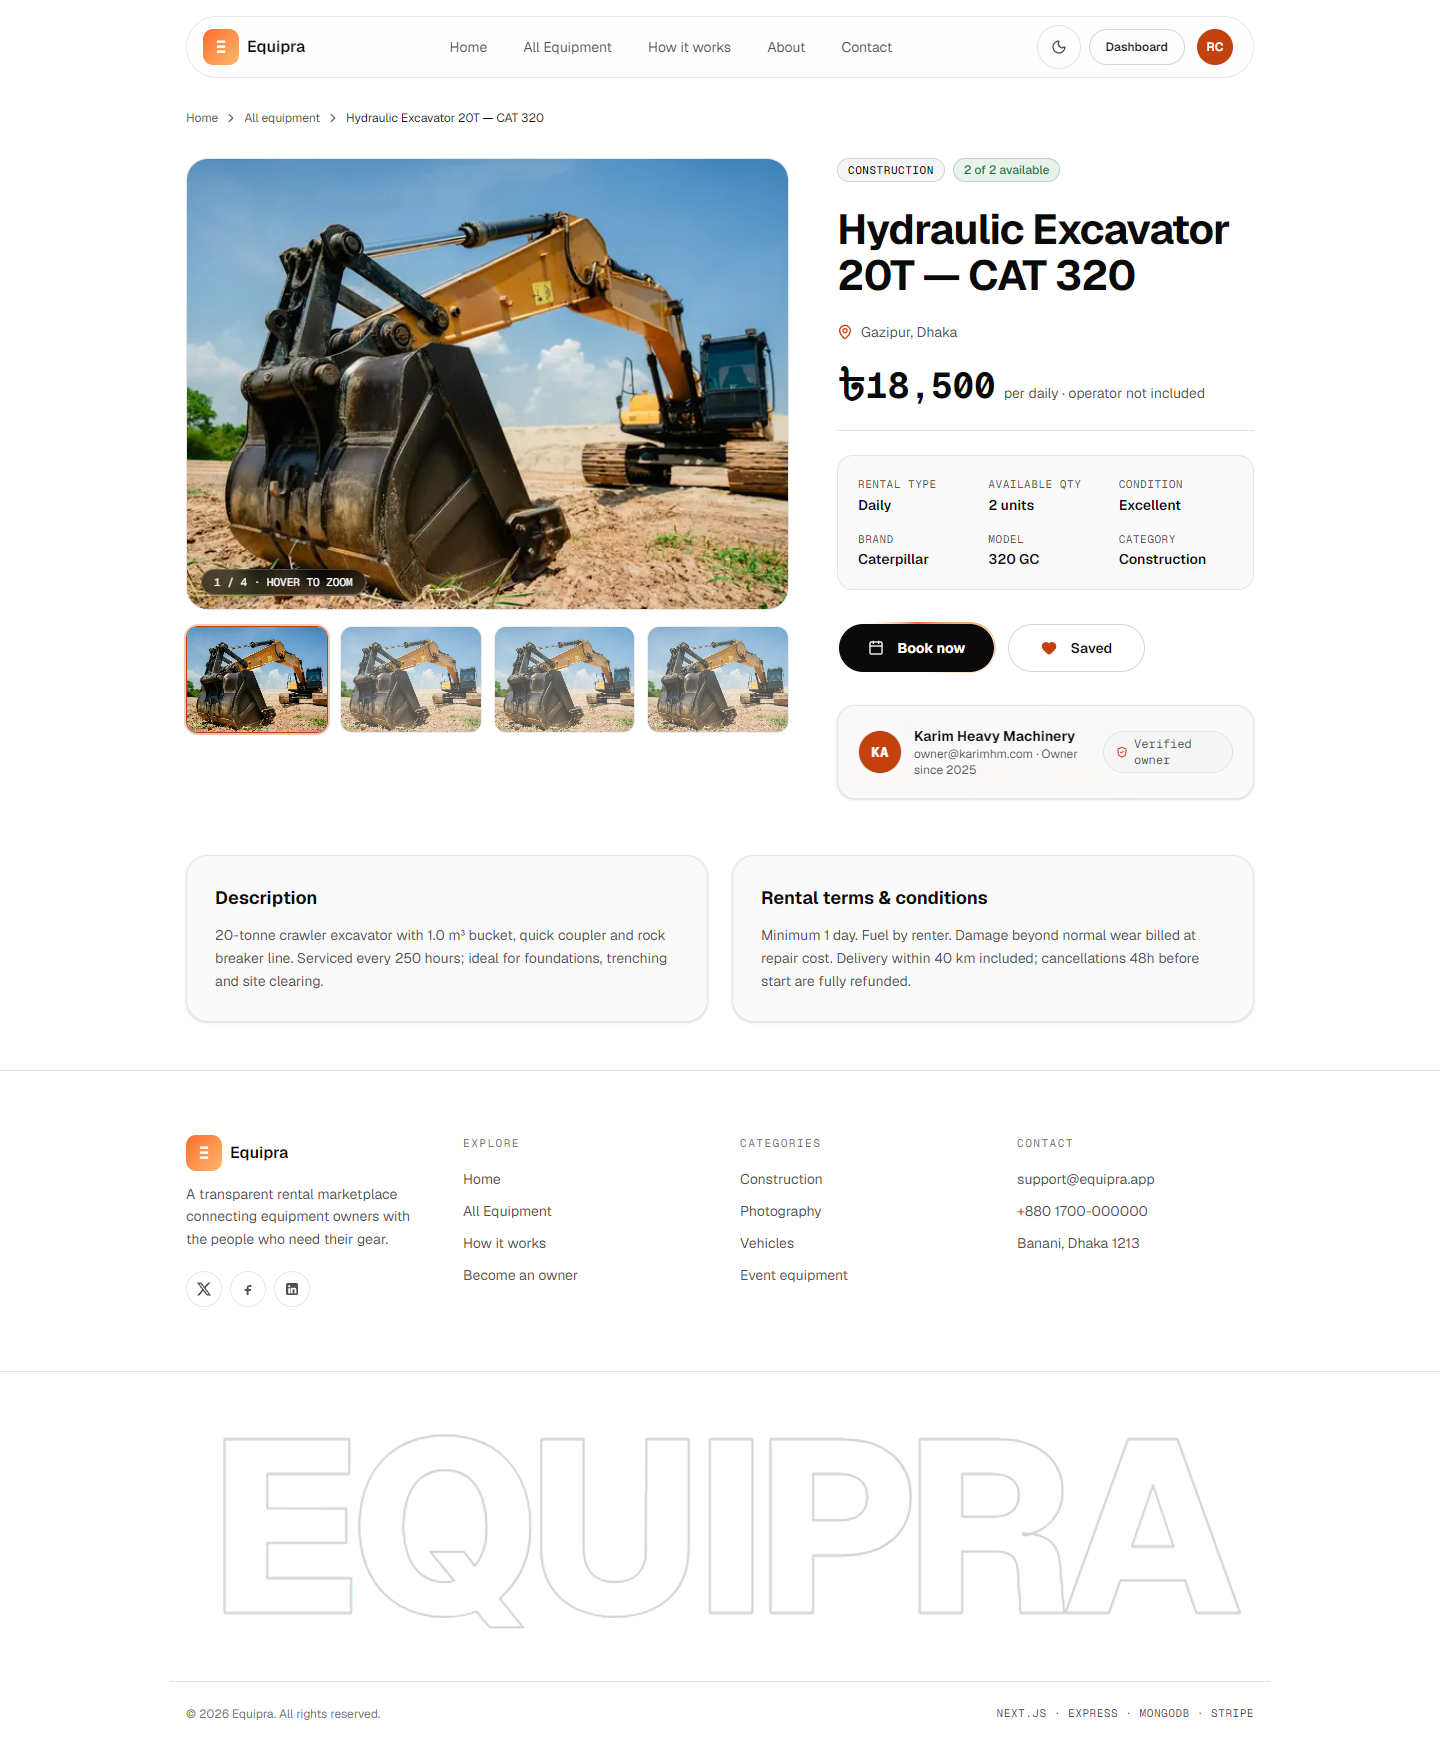 Equipra
Home
All Equipment
How it works
About
Contact
Dashboard
RC
Home
All equipment
Hydraulic Excavator 20T — CAT 320
CONSTRUCTION
2 of 2 available
Hydraulic Excavator
20T — CAT 320
Gazipur, Dhaka
৳18,500 per daily · operator not included
RENTAL TYPE
Daily
AVAILABLE QTY
2 units
CONDITION
Excellent
BRAND
Caterpillar
MODEL
320 GC
CATEGORY
Construction
1 / 4 · HOVER TO ZOOM
Book now
Saved
KA
Karim Heavy Machinery
owner@karimhm.com · Owner
since 2025
Verified
owner
Description
20-tonne crawler excavator with 1.0 m³ bucket, quick coupler and rock
breaker line. Serviced every 250 hours; ideal for foundations, trenching
and site clearing.
Rental terms & conditions
Minimum 1 day. Fuel by renter. Damage beyond normal wear billed at
repair cost. Delivery within 40 km included; cancellations 48h before
start are fully refunded.
Equipra
A transparent rental marketplace
connecting equipment owners with
the people who need their gear.
EXPLORE
Home
All Equipment
How it works
Become an owner
CATEGORIES
Construction
Photography
Vehicles
Event equipment
CONTACT
support@equipra.app
+880 1700-000000
Banani, Dhaka 1213
EQUIPRA
© 2026 Equipra. All rights reserved.
NEXT.JS · EXPRESS · MONGODB · STRIPE